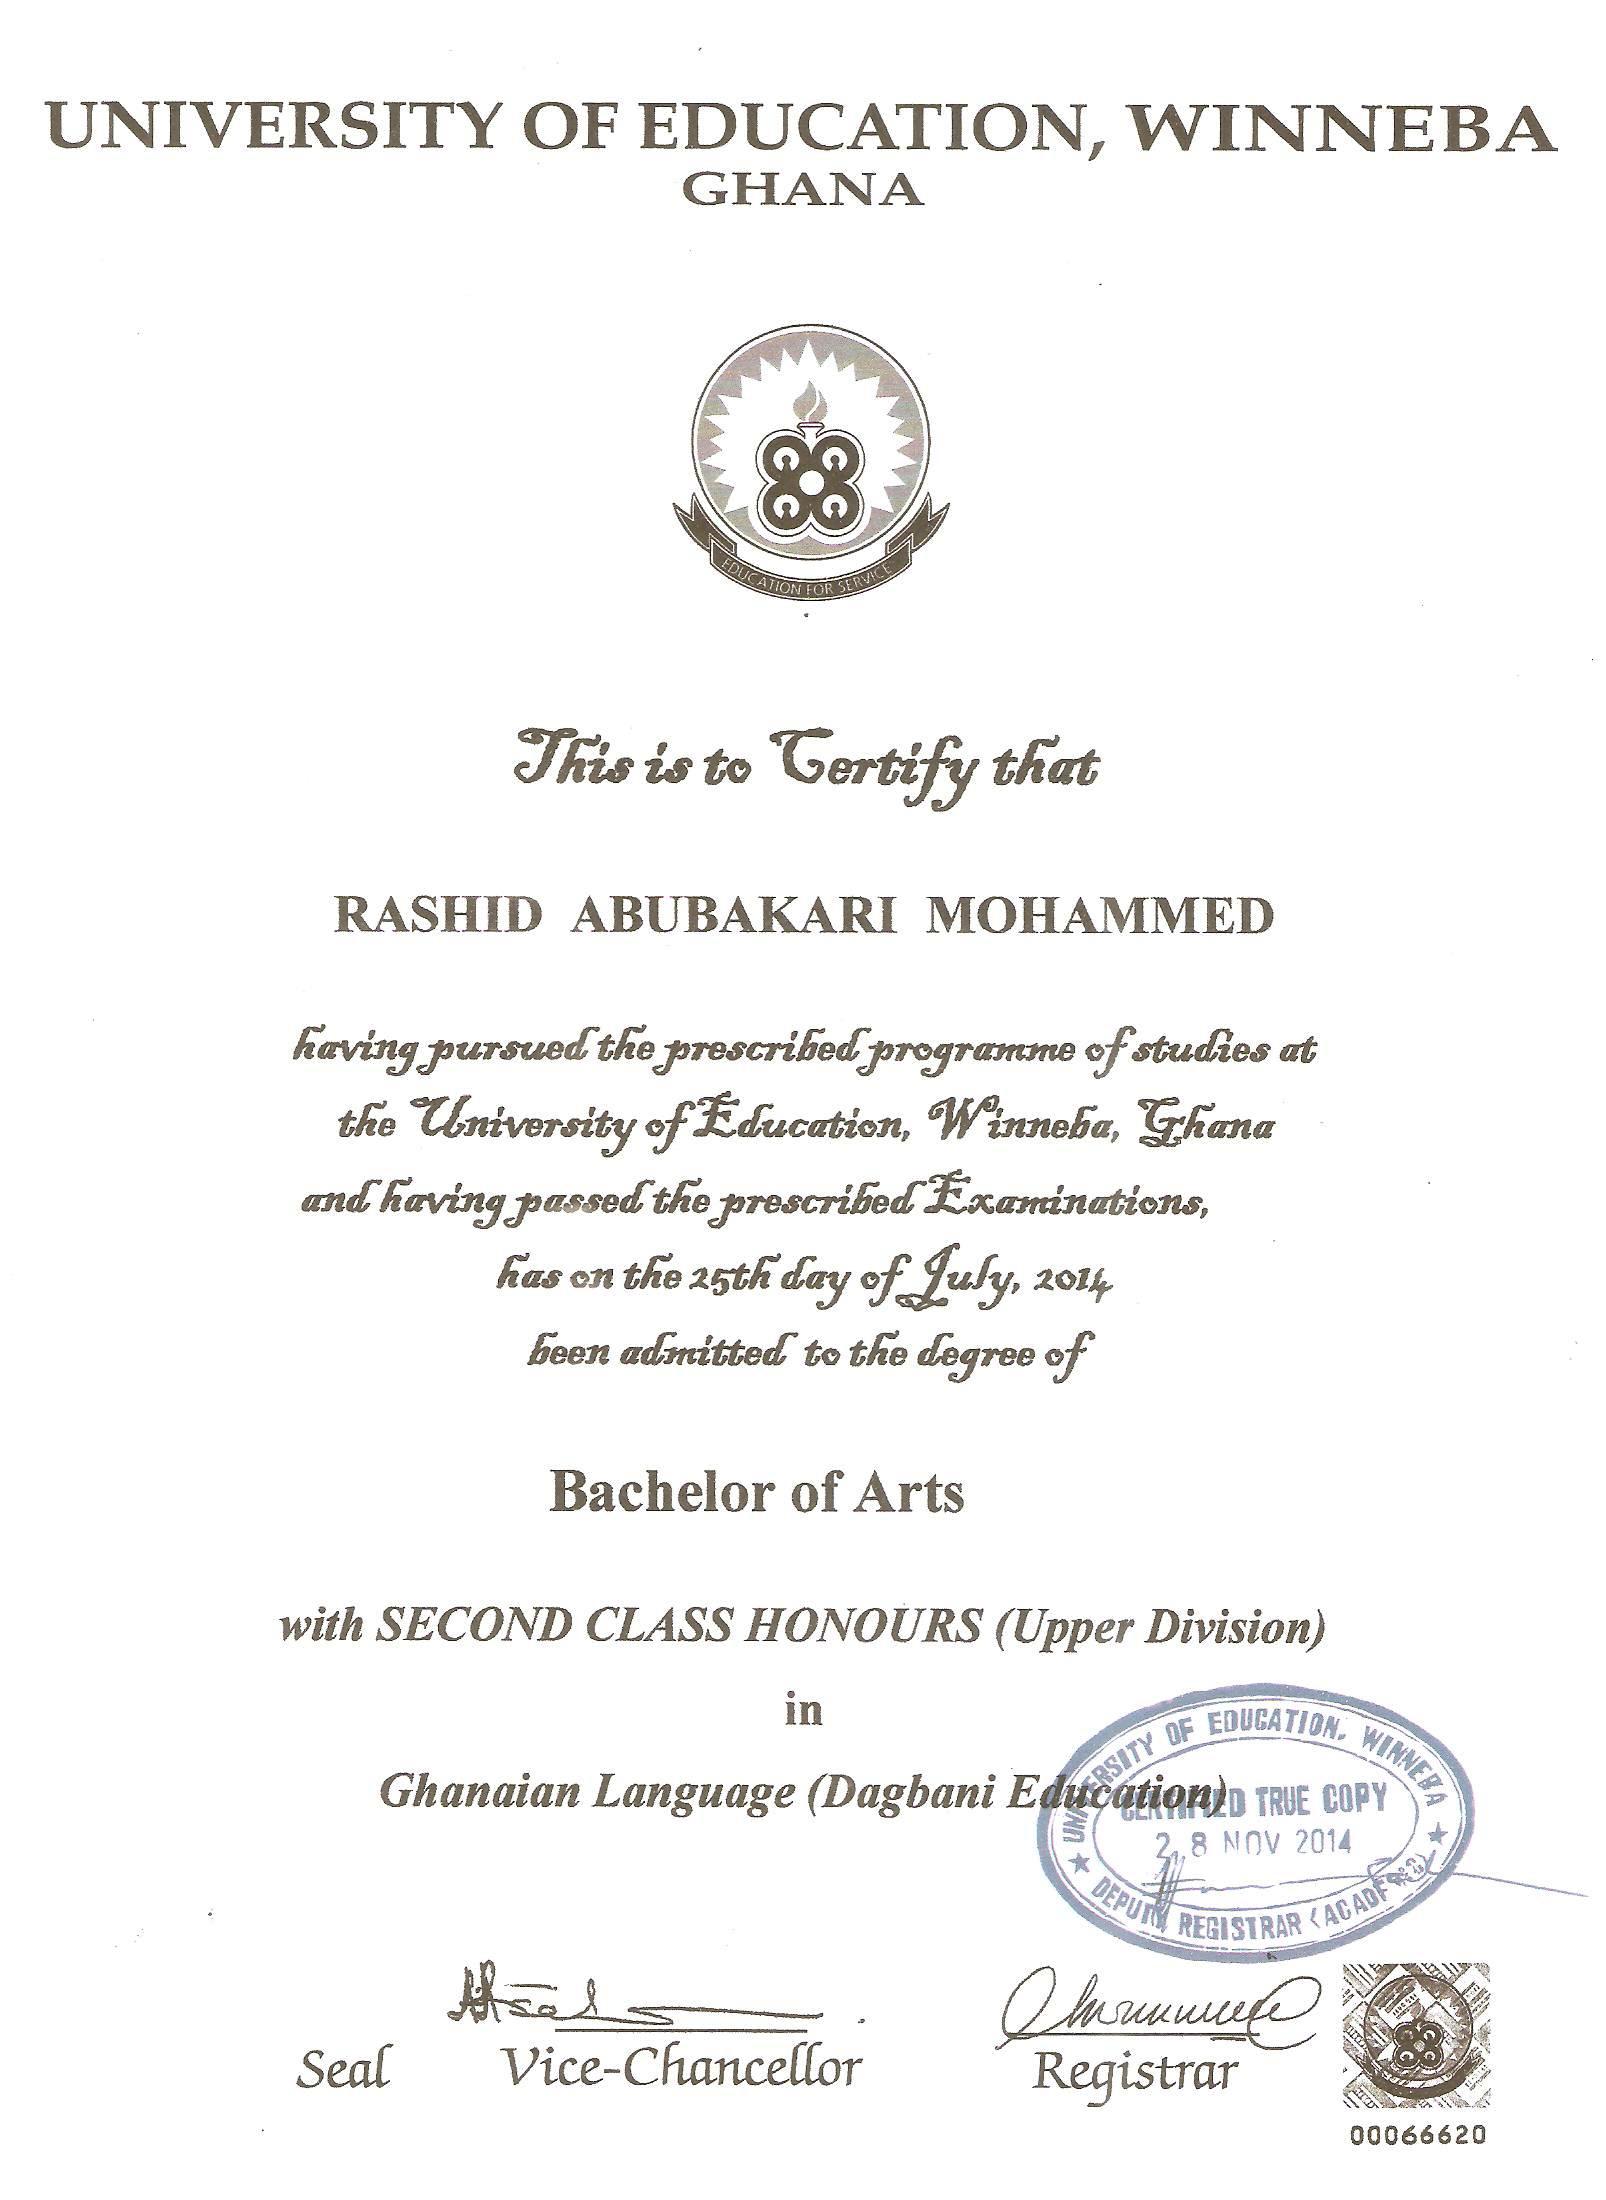 UNIVERSITY OF EDUCATION, WINNEBA
GHANA
EDUCATION FOR SERVICE
This is to Certify that
RASHID ABUBAKARI MOHAMMED
having pursued the prescribed programme of studies at
the University of Education, Winneba, Ghana
and having passed the prescribed Examinations,
has on the 25th day of July, 2014
been admitted to the degree of
Bachelor of Arts
with SECOND CLASS HONOURS (Upper Division)
in
Ghanaian Language (Dagbani Education)
UNIVERSITY OF EDUCATION, WINNEBA
CERTIFIED TRUE COPY
28 NOV 2014
DEPUTY REGISTRAR
Seal Vice-Chancellor Registrar
00066620